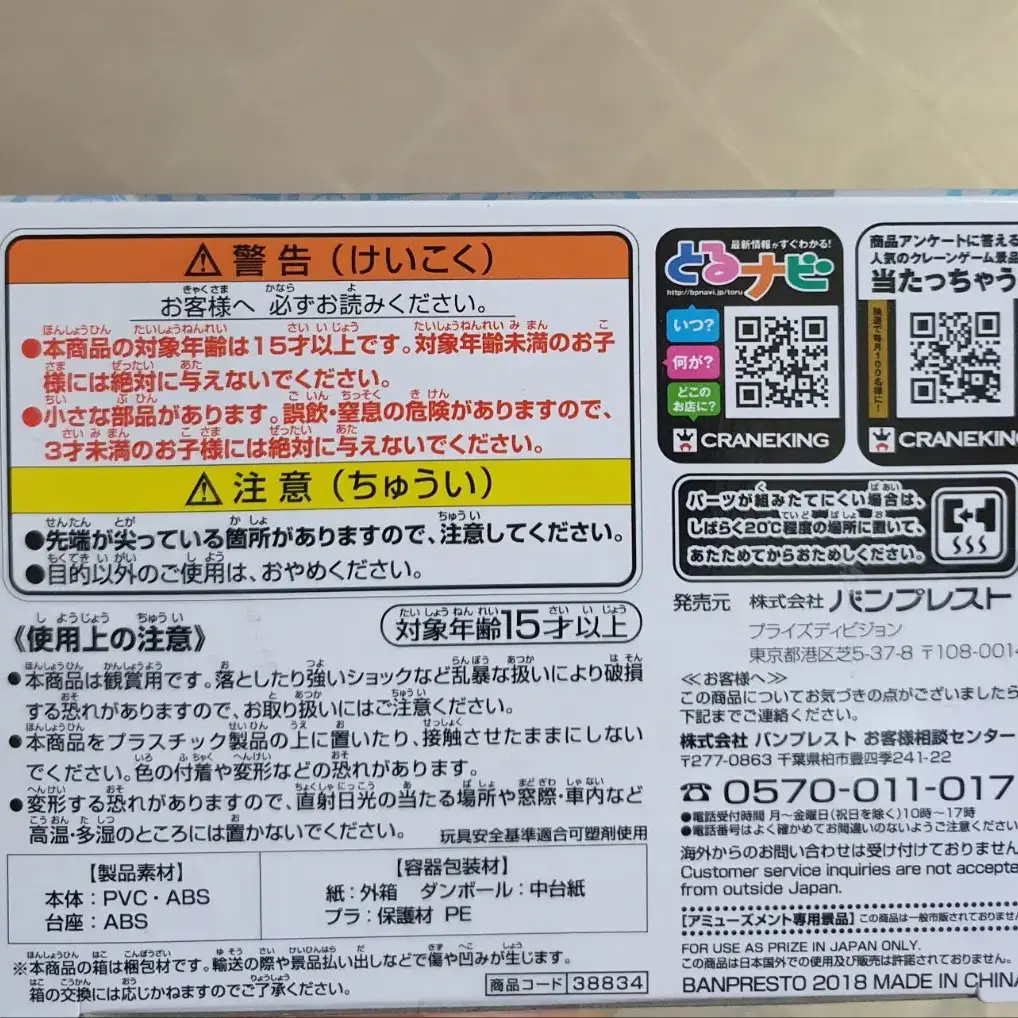 ⚠警告（けいこく）
お客様へ 必ずお読みください。
●本商品の対象年齢は15才以上です。対象年齢未満のお子
様には絶対に与えないでください。
●小さな部品があります。誤飲・窒息の危険がありますので、
3才未満のお子様には絶対に与えないでください。
⚠注意（ちゅうい）
●先端が尖っている箇所がありますので、注意してください。
●目的以外のご使用は、おやめください。
《使用上の注意》
対象年齢15才以上
●本商品は観賞用です。落としたり強いショックなど乱暴な扱いにより破損
する恐れがありますので、お取り扱いにはご注意ください。
●本商品をプラスチック製品の上に置いたり、接触させたままにしない
でください。色の付着や変形などの恐れがあります。
●変形する恐れがありますので、直射日光の当たる場所や窓際・車内など
高温・多湿のところには置かないでください。
玩具安全基準適合可塑剤使用
【製品素材】
本体：PVC・ABS
台座：ABS
【容器包装材】
紙：外箱 ダンボール：中台紙
プラ：保護材 PE
※本商品の箱は梱包材です。輸送の際や景品払い出しなどで傷や凹みが生じます。
箱の交換には応じかねますのでご了承ください。
商品コード 38834
最新情報がすぐわかる!
とるナビ
http://bpnavi.jp/toru
いつ?
何が?
どこの
お店に?
CRANEKING
商品アンケートに答える
人気のクレーンゲーム景品
当たっちゃう
抽選で毎月100名様に!
CRANEKIN
パーツが組みたてにくい場合は、
しばらく20℃程度の場所に置いて、
あたためてからおためしください。
発売元 株式会社 バンプレスト
プライズディビジョン
東京都港区芝5-37-8 〒108-001
≪お客様へ≫
この商品についてお気づきの点がございましたら
下記までご連絡ください。
株式会社 バンプレスト お客様相談センター
〒277-0863 千葉県柏市豊四季241-22
☎0570-011-017
●電話受付時間 月～金曜日(祝日を除く)10時～17時
●電話番号はよく確かめてお間違いのないようご注意ください
海外からのお問い合わせは受け付けておりません
Customer service inquiries are not accepte
from outside Japan.
【アミューズメント専用景品】この商品は一般市販されておりませ
FOR USE AS PRIZE IN JAPAN ONLY.
この商品は日本国外での使用及び販売は許諾されておりません。
BANPRESTO 2018 MADE IN CHINA